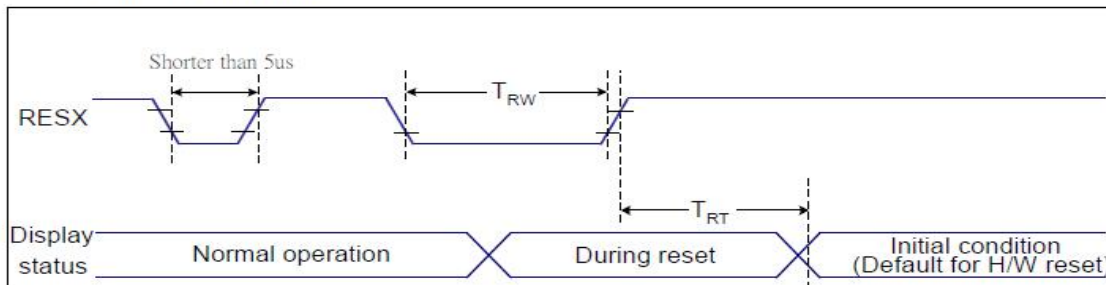 Shorter than 5us
RESX
TRW
TRT
Display
status
Normal operation
During reset
Initial condition
(Default for H/W reset)